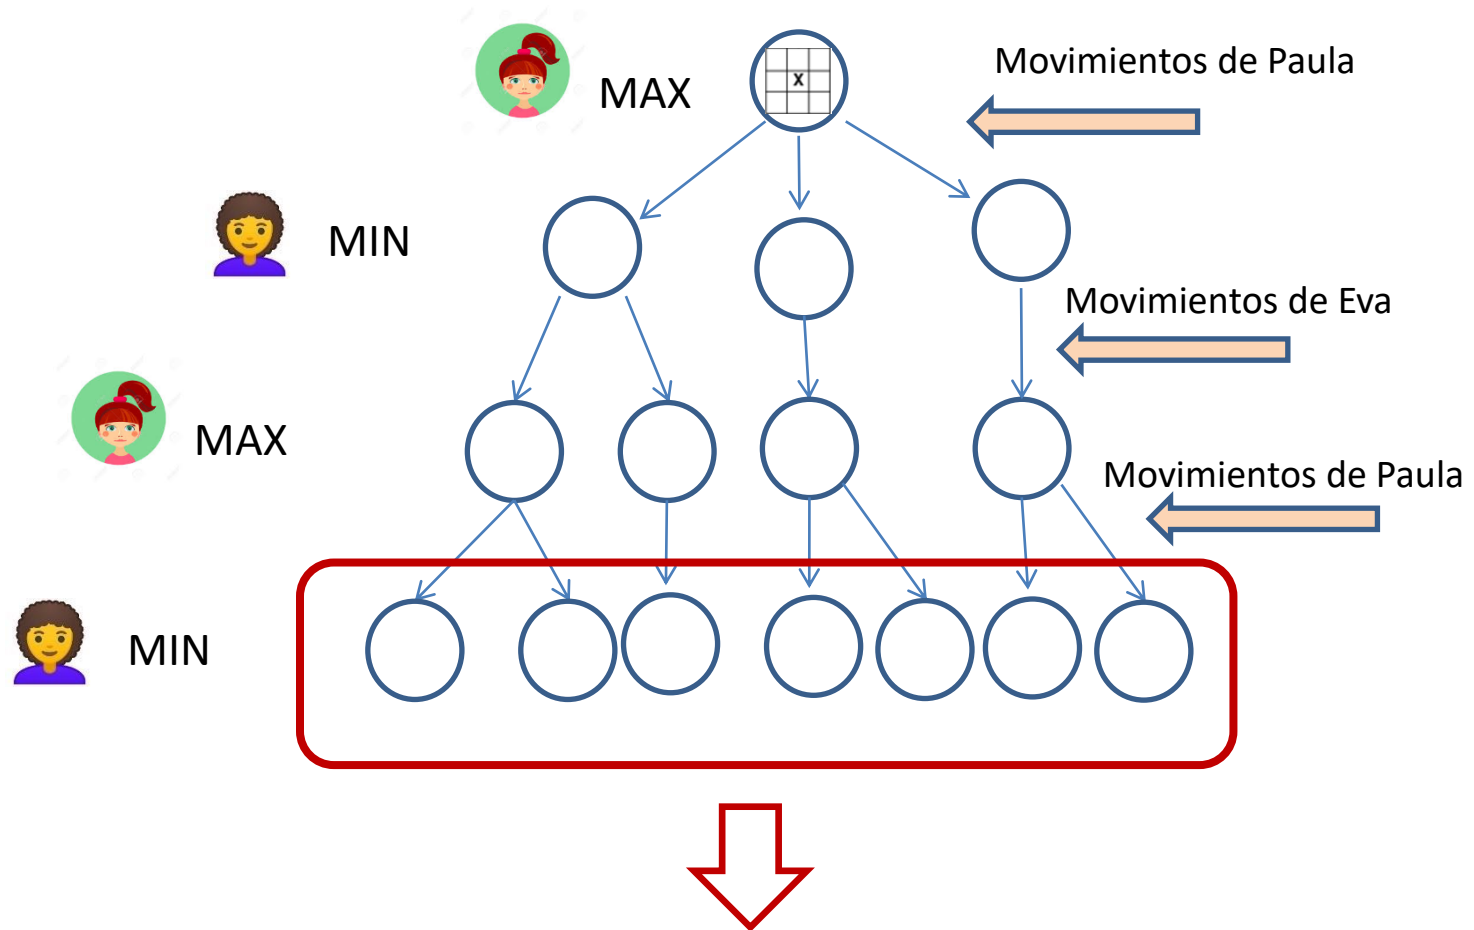 Movimientos de Paula
MAX
X
MIN
Movimientos de Eva
MAX
Movimientos de Paula
MIN